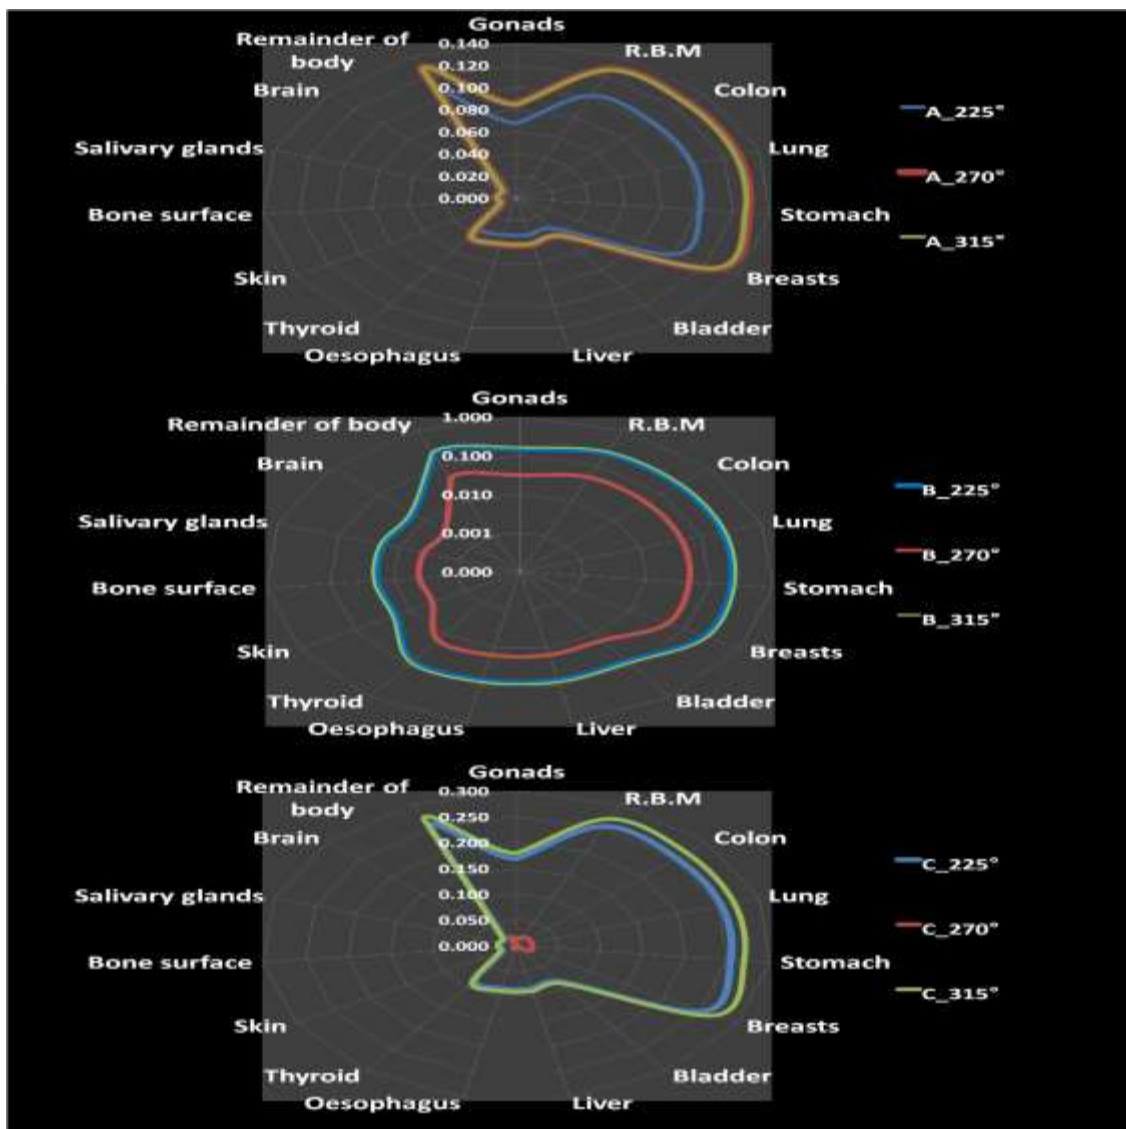 Gonads
Remainder of
body
0.140
R.B.M
0.120
Brain
0.100
Colon
0.080
A_225°
0.060
Salivary glands
Lung
0.040
A_270°
0.020
0.000
Bone surface
Stomach
A_315°
Skin
Breasts
Thyroid
Bladder
Oesophagus
Liver
Gonads
Remainder of body
1.000
R.B.M
0.100
Brain
Colon
0.010
B_225°
Salivary glands
Lung
0.001
B_270°
0.000
Bone surface
Stomach
B_315°
Skin
Breasts
Thyroid
Bladder
Oesophagus
Liver
Gonads
Remainder of
body
0.300
R.B.M
0.250
Brain
Colon
0.200
C_225°
0.150
Salivary glands
Lung
0.100
C_270°
0.050
0.000
Bone surface
Stomach
C_315°
Skin
Breasts
Thyroid
Bladder
Oesophagus
Liver